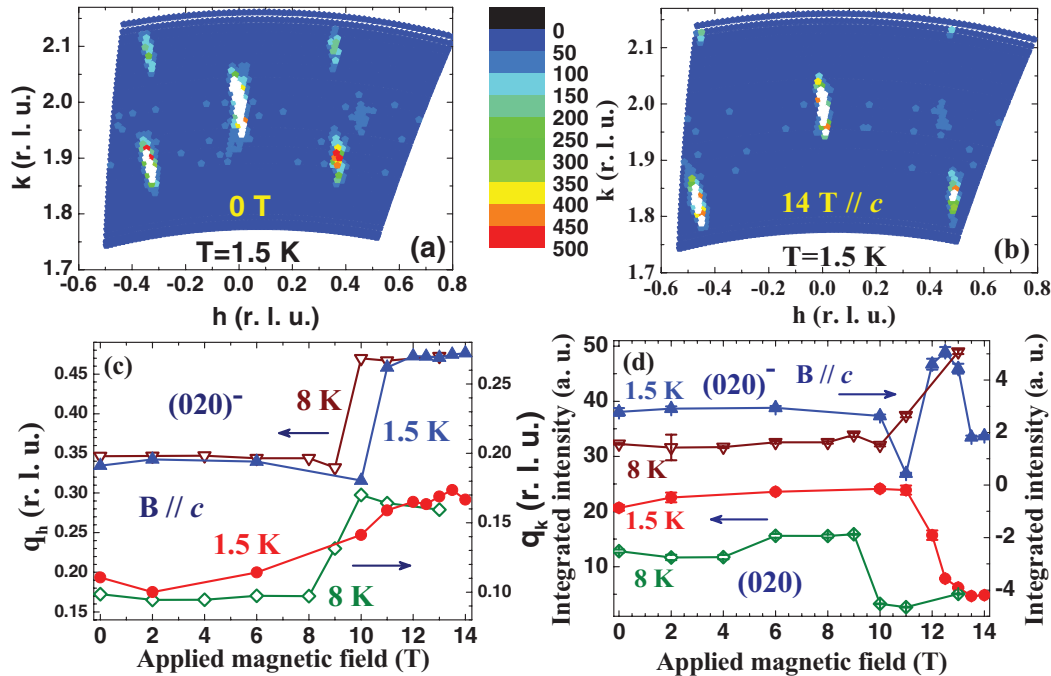 k (r. l. u.)
2.1
2.0
1.9
1.8
1.7
0 T
T=1.5 K
(a)
-0.6 -0.4 -0.2 0.0 0.2 0.4 0.6 0.8
h (r. l. u.)
0
50
100
150
200
250
300
350
400
450
500
k (r. l. u.)
2.1
2.0
1.9
1.8
1.7
14 T // c
T=1.5 K
(b)
-0.6 -0.4 -0.2 0.0 0.2 0.4 0.6 0.8
h (r. l. u.)
(c)
qh (r. l. u.)
0.45
0.40
0.35
0.30
0.25
0.20
0.15
(020)-
8 K
1.5 K
B // c
1.5 K
8 K
0.25
0.20
0.15
0.10
qk (r. l. u.)
0 2 4 6 8 10 12 14
Applied magnetic field (T)
(d)
Integrated intensity (a. u.)
50
40
30
20
10
1.5 K
(020)-
B // c
8 K
1.5 K
8 K
(020)
4
2
0
-2
-4
Integrated intensity (a. u.)
0 2 4 6 8 10 12 14
Applied magnetic field (T)